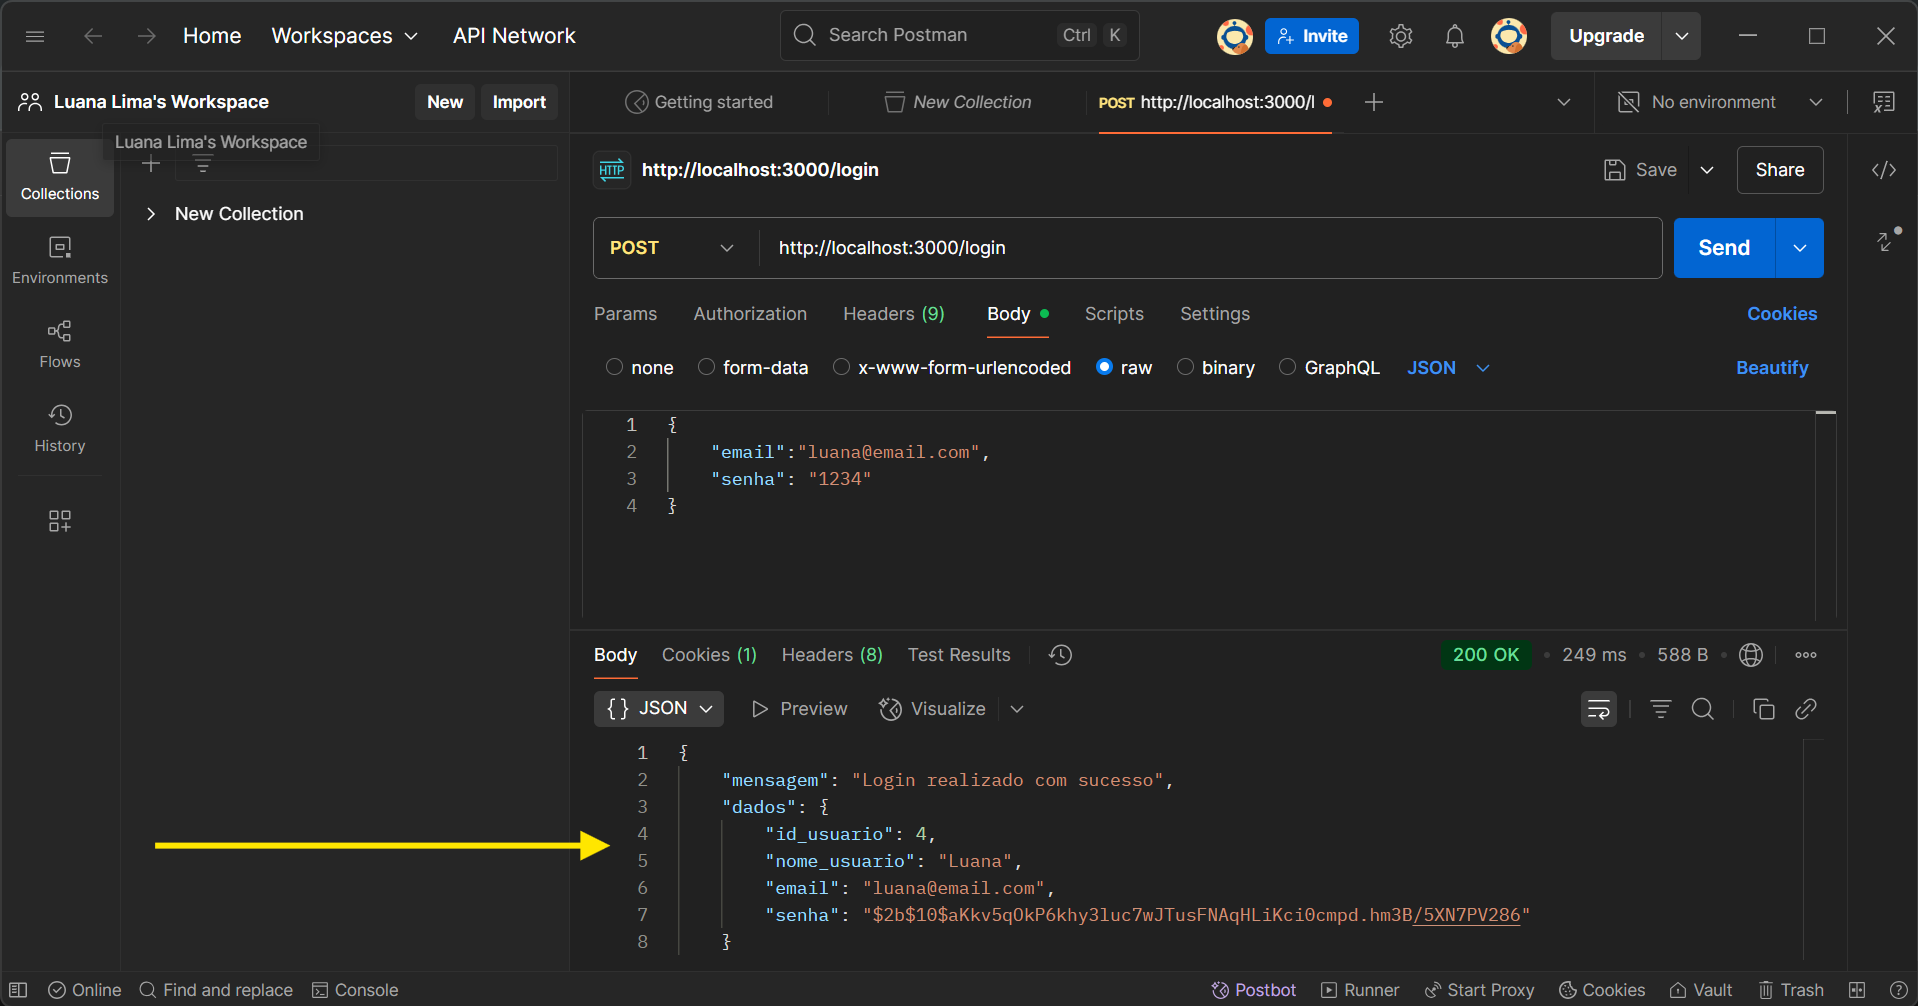 Home Workspaces API Network Search Postman Ctrl K Invite Upgrade
Luana Lima's Workspace New Import
Getting started New Collection POST http://localhost:3000/l No environment
Luana Lima's Workspace
Collections
New Collection
Environments
Flows
History
HTTP http://localhost:3000/login Save Share
POST http://localhost:3000/login Send
Params Authorization Headers (9) Body Scripts Settings Cookies
none form-data x-www-form-urlencoded raw binary GraphQL JSON Beautify
1 {
2 "email":"luana@email.com",
3 "senha": "1234"
4 }
Body Cookies (1) Headers (8) Test Results 200 OK • 249 ms • 588 B •
{} JSON Preview Visualize
1 {
2 "mensagem": "Login realizado com sucesso",
3 "dados": {
4 "id_usuario": 4,
5 "nome_usuario": "Luana",
6 "email": "luana@email.com",
7 "senha": "$2b$10$aKkv5qOkP6khy3luc7wJTusFNAqHLiKci0cmpd.hm3B/5XN7PV286"
8 }
Online Find and replace Console Postbot Runner Start Proxy Cookies Vault Trash